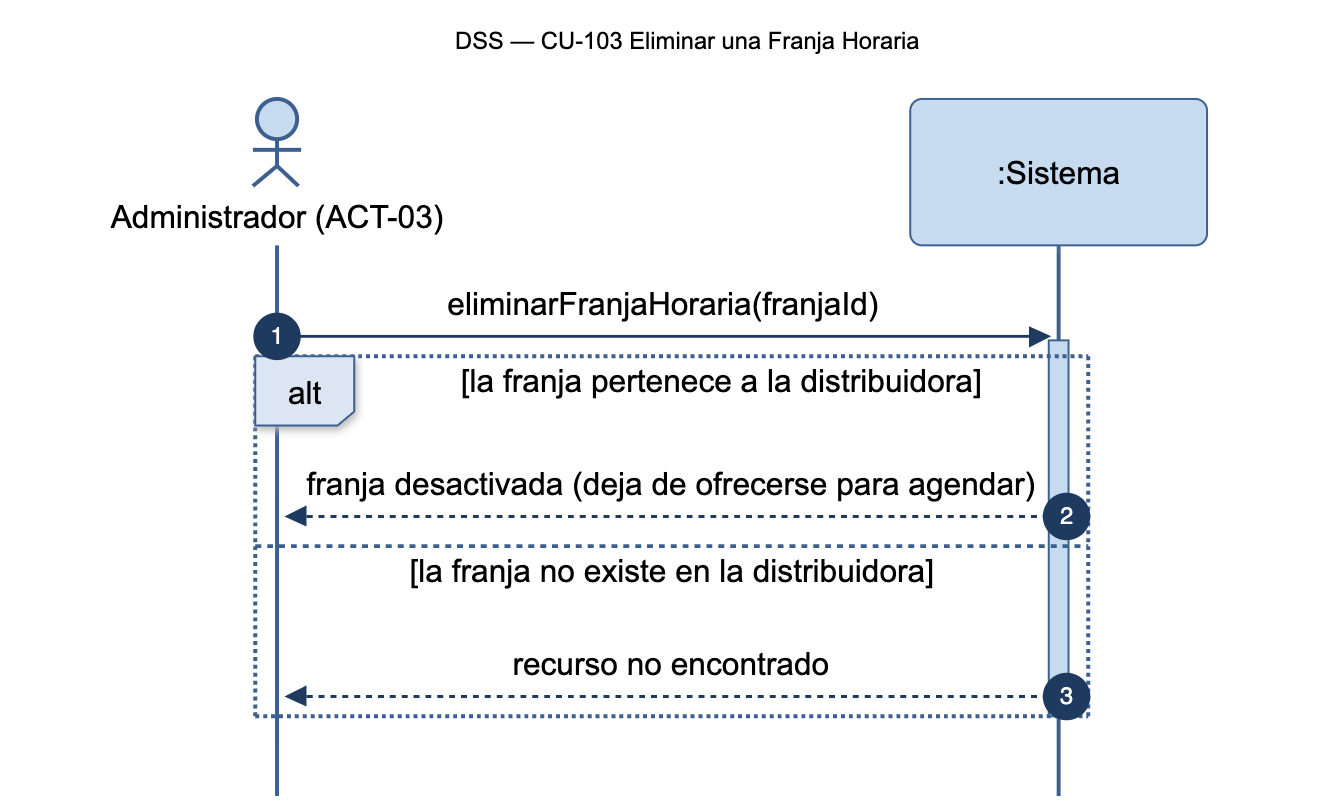 DSS — CU-103 Eliminar una Franja Horaria
Administrador (ACT-03)
:Sistema
eliminarFranjaHoraria(franjaId)
1
alt
[la franja pertenece a la distribuidora]
franja desactivada (deja de ofrecerse para agendar)
2
[la franja no existe en la distribuidora]
recurso no encontrado
3